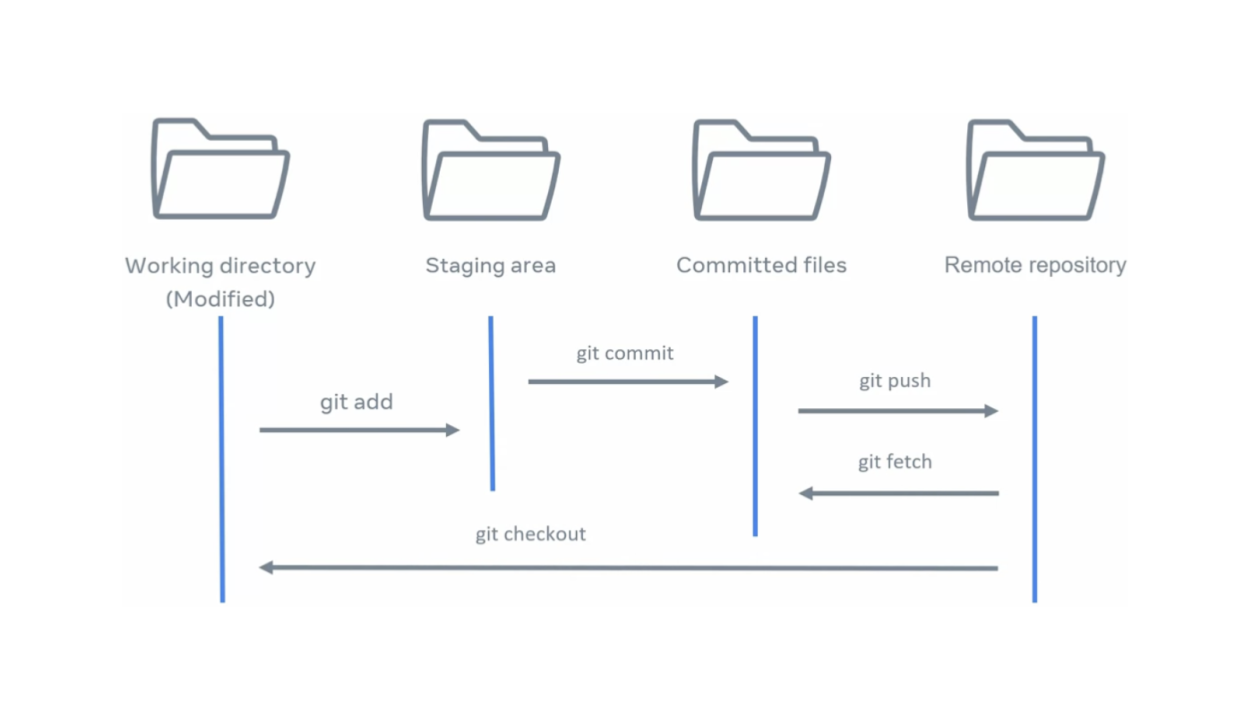 Working directory
(Modified)
Staging area
Committed files
Remote repository
git commit
git add
git push
git fetch
git checkout